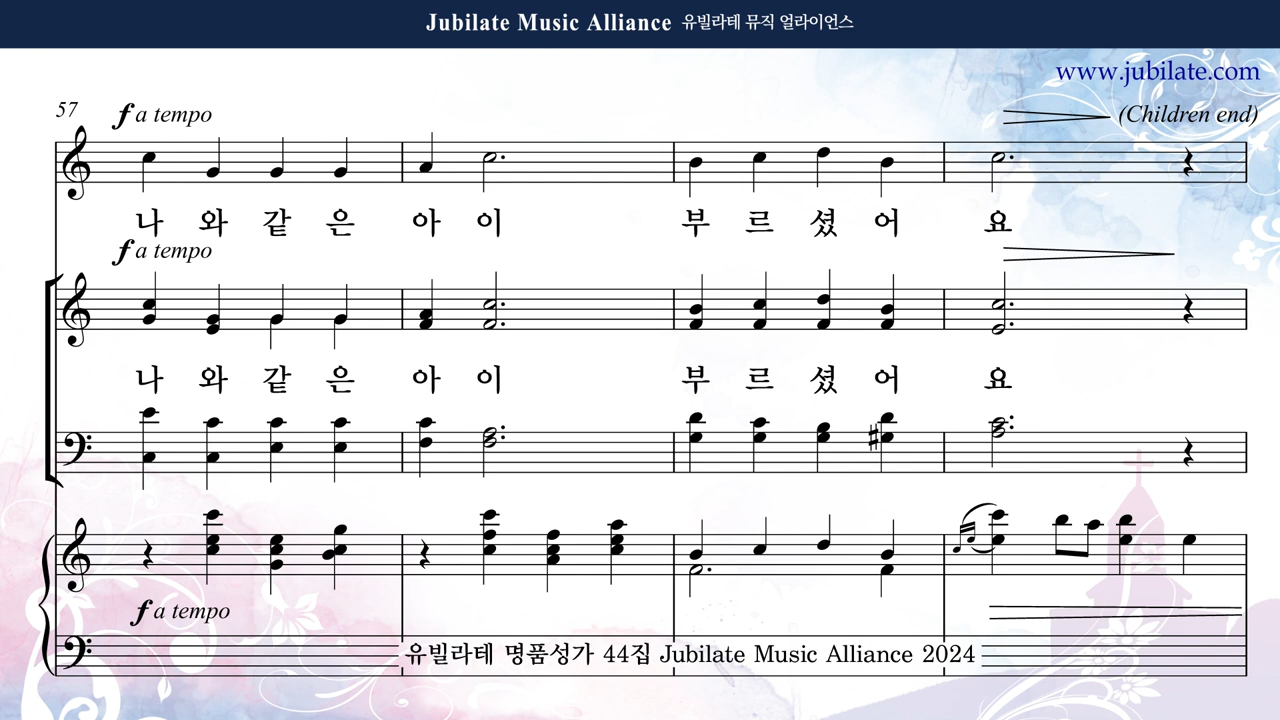 Jubilate Music Alliance 유빌라테 뮤직 얼라이언스
www.jubilate.com
57
f a tempo
(Children end)
나 와 같 은 아 이 부 르 셨 어 요
f a tempo
나 와 같 은 아 이 부 르 셨 어 요
f a tempo
유빌라테 명품성가 44집 Jubilate Music Alliance 2024